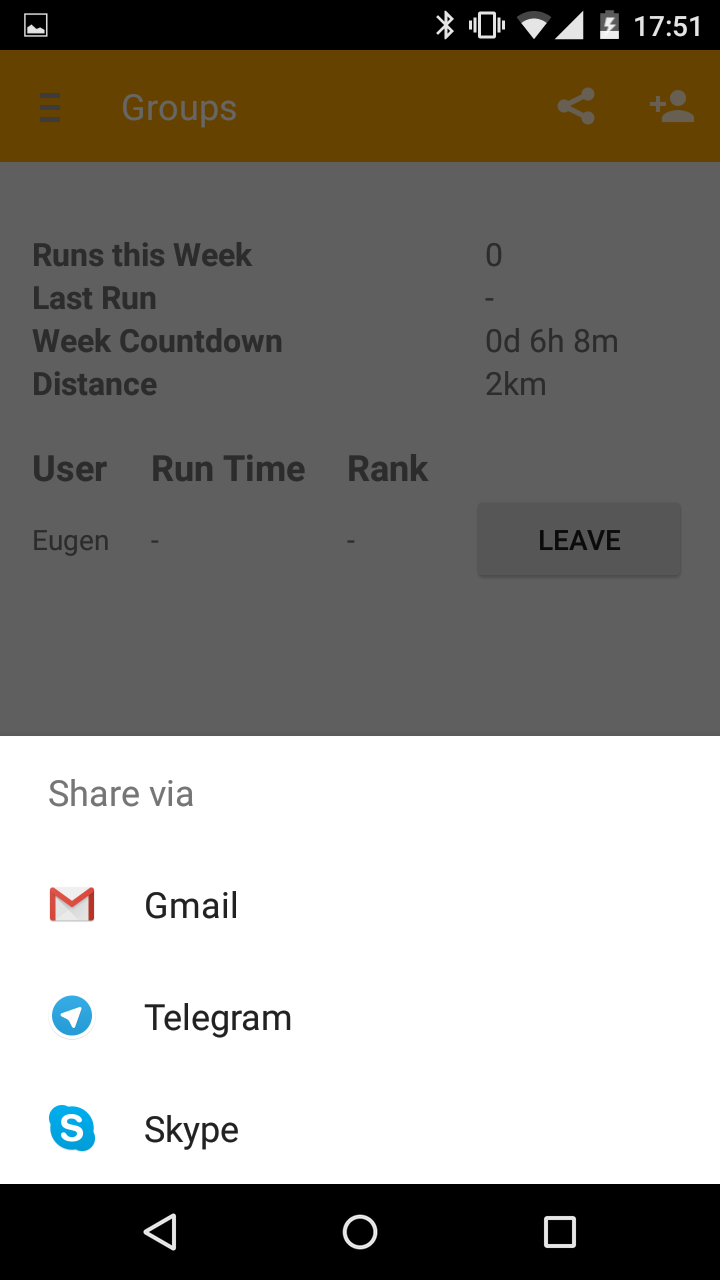 17:51
Groups
Runs this Week 0
Last Run -
Week Countdown 0d 6h 8m
Distance 2km
User Run Time Rank
Eugen - - LEAVE
Share via
Gmail
Telegram
Skype